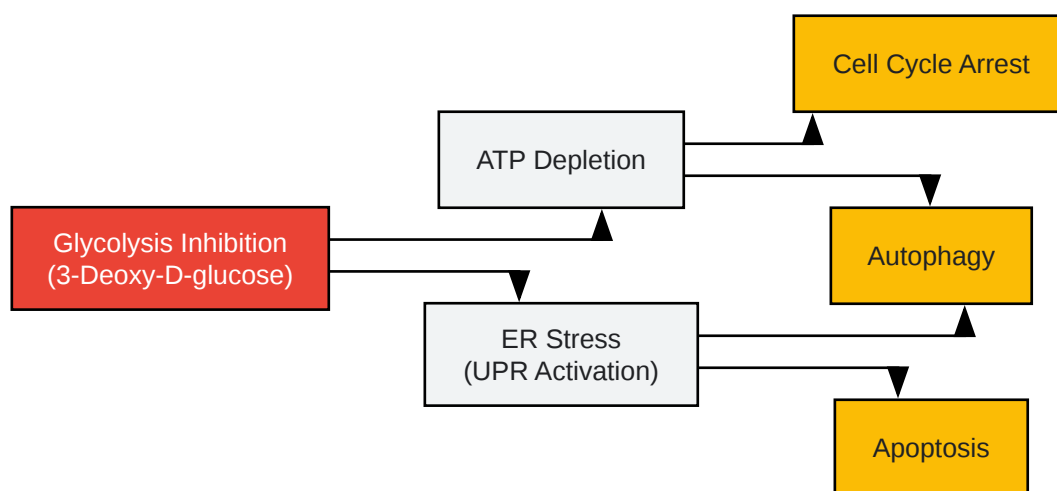 Cell Cycle Arrest
ATP Depletion
Glycolysis Inhibition
(3-Deoxy-D-glucose)
Autophagy
ER Stress
(UPR Activation)
Apoptosis